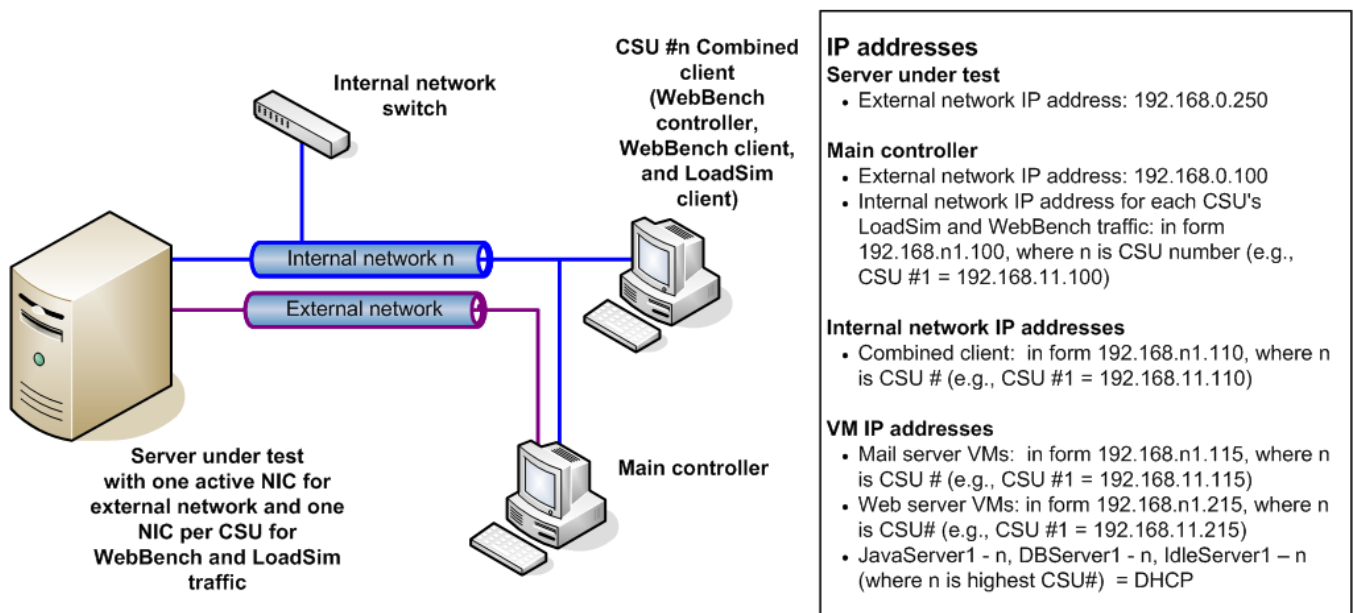 Internal network
switch
CSU #n Combined
client
(WebBench
controller,
WebBench client,
and LoadSim
client)
Internal network n
External network
Server under test
with one active NIC for
external network and one
NIC per CSU for
WebBench and LoadSim
traffic
Main controller
IP addresses
Server under test
• External network IP address: 192.168.0.250
Main controller
• External network IP address: 192.168.0.100
• Internal network IP address for each CSU's
LoadSim and WebBench traffic: in form
192.168.n1.100, where n is CSU number (e.g.,
CSU #1 = 192.168.11.100)
Internal network IP addresses
• Combined client:  in form 192.168.n1.110, where n
is CSU # (e.g., CSU #1 = 192.168.11.110)
VM IP addresses
• Mail server VMs:  in form 192.168.n1.115, where n
is CSU # (e.g., CSU #1 = 192.168.11.115)
• Web server VMs: in form 192.168.n1.215, where n
is CSU# (e.g., CSU #1 = 192.168.11.215)
• JavaServer1 - n, DBServer1 - n, IdleServer1 – n
(where n is highest CSU#)  = DHCP